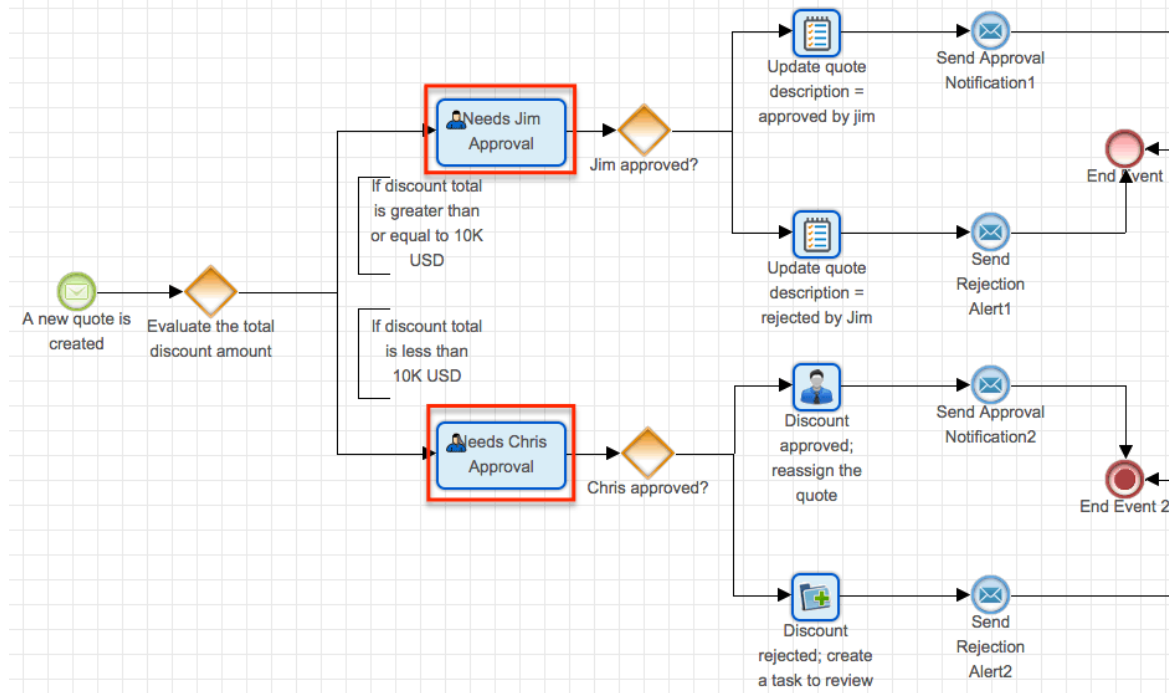 A new quote is
created
Evaluate the total
discount amount
Needs Jim
Approval
If discount total
is greater than
or equal to 10K
USD
If discount total
is less than
10K USD
Needs Chris
Approval
Jim approved?
Chris approved?
Update quote
description =
approved by jim
Send Approval
Notification1
End Event
Update quote
description =
rejected by Jim
Send
Rejection
Alert1
Discount
approved;
reassign the
quote
Send Approval
Notification2
End Event 2
Discount
rejected; create
a task to review
Send
Rejection
Alert2